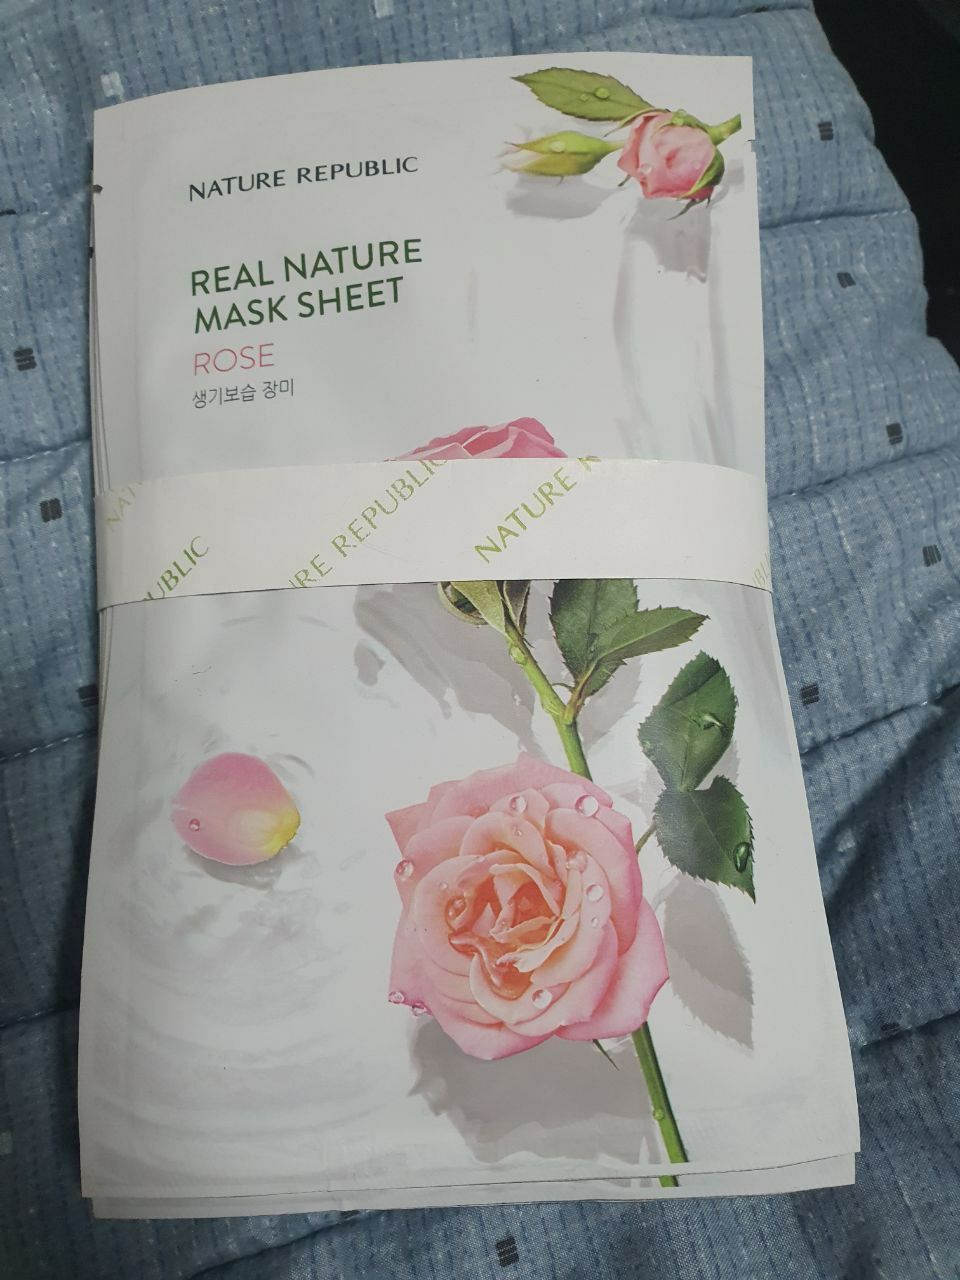 NATURE REPUBLIC
REAL NATURE
MASK SHEET
ROSE
생기보습 장미
REPUBLIC
NATURE